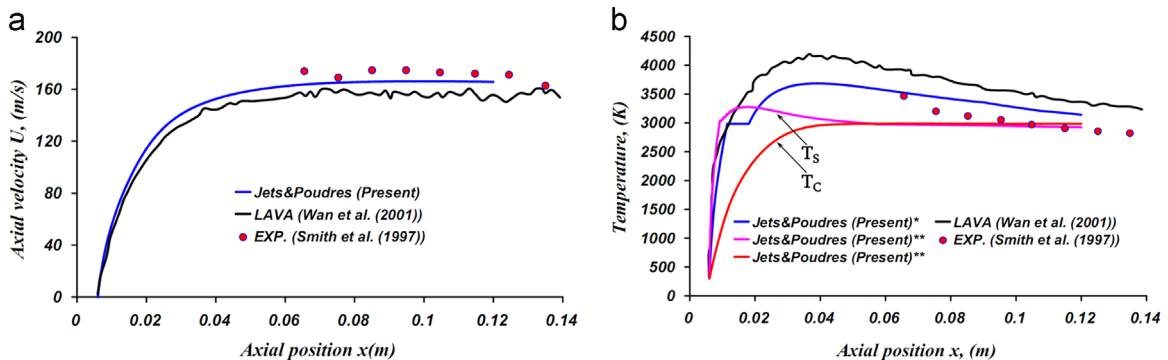 a
200
160
120
80
40
0
Axial velocity U, (m/s)
Jets&Poudres (Present)
LAVA (Wan et al. (2001))
EXP. (Smith et al. (1997))
0 0.02 0.04 0.06 0.08 0.10 0.12 0.14
Axial position x(m)
b
4500
4000
3500
3000
2500
2000
1500
1000
500
0
Temperature, (K)
T_S
T_C
Jets&Poudres (Present)*
Jets&Poudres (Present)**
Jets&Poudres (Present)**
LAVA (Wan et al. (2001)
EXP. (Smith et al. (1997))
0 0.02 0.04 0.06 0.08 0.1 0.12 0.14
Axial position x, (m)